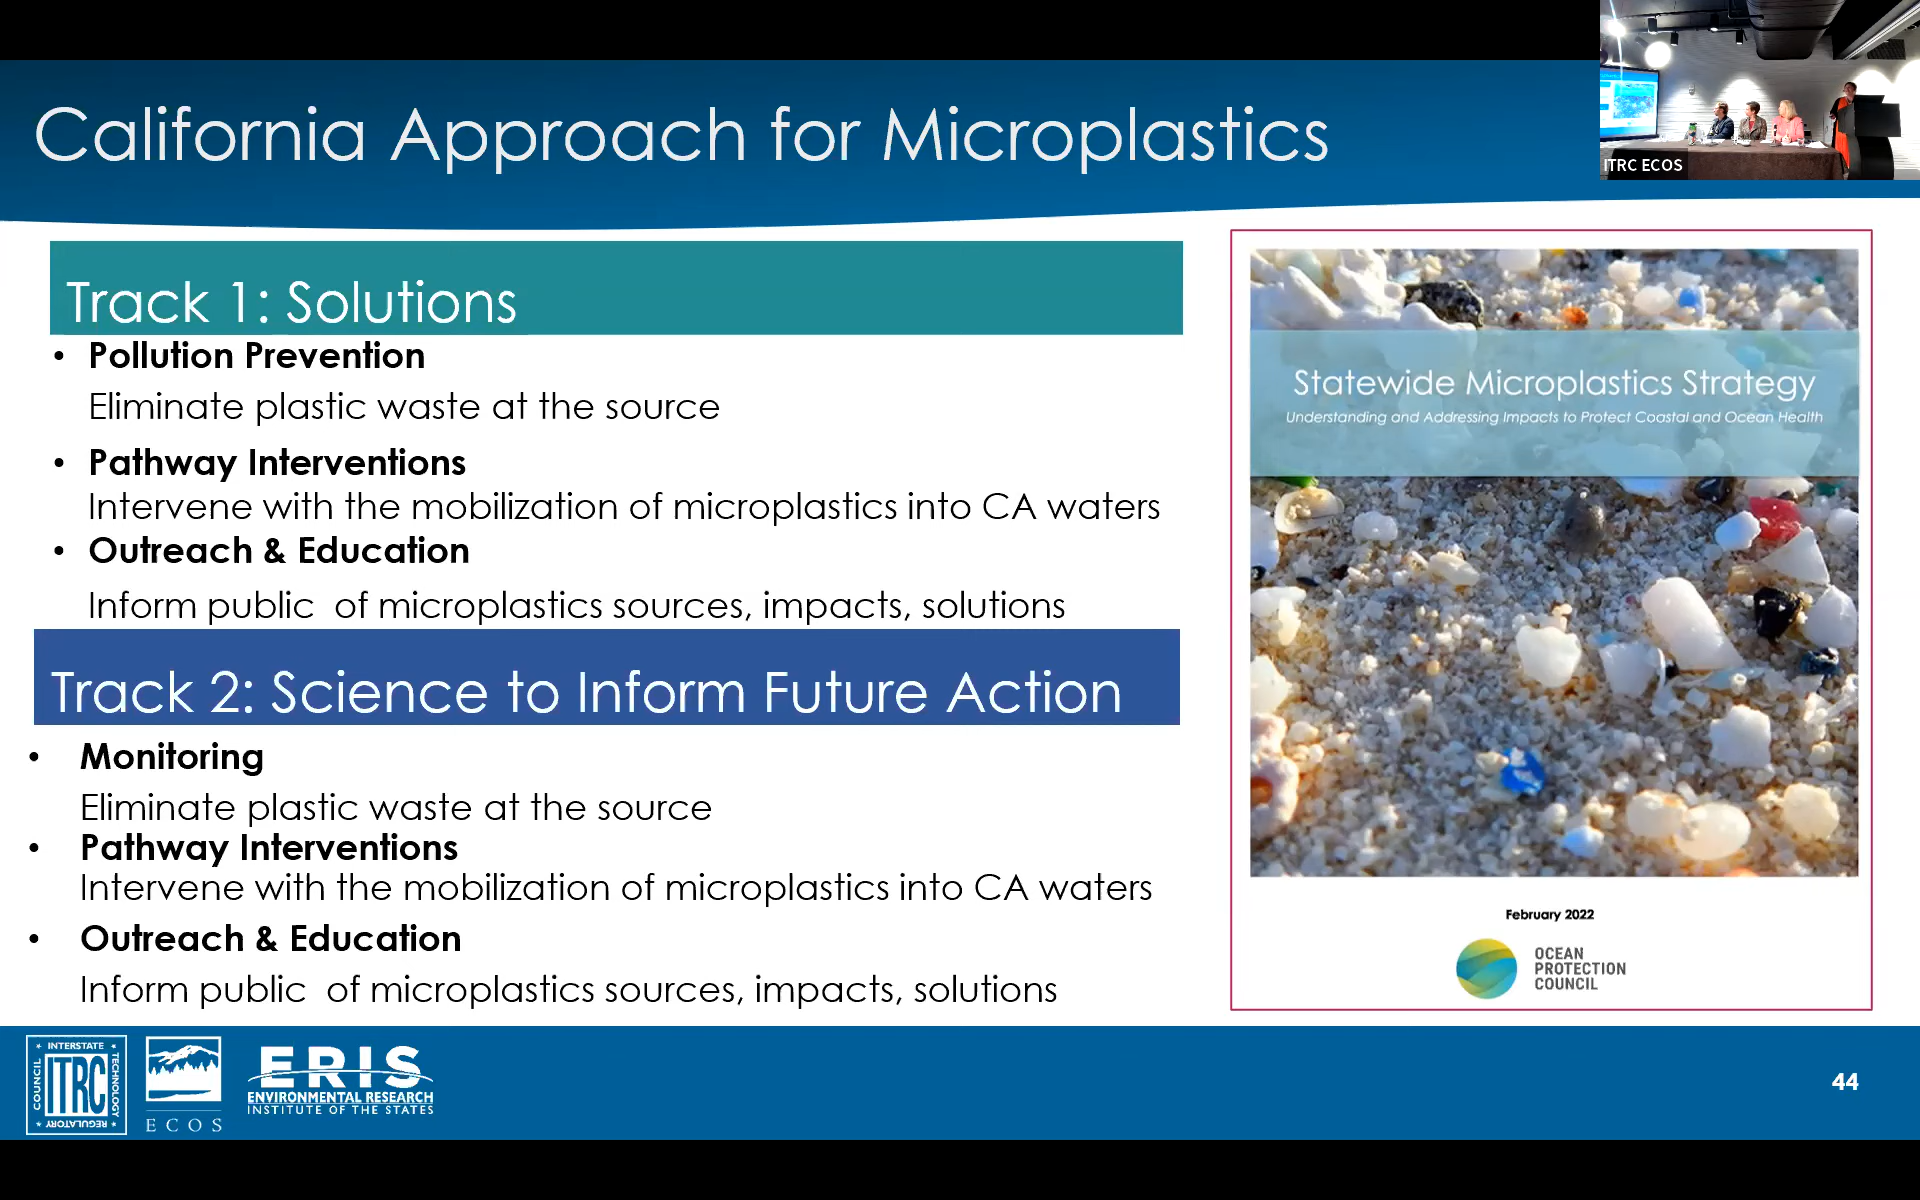 California Approach for Microplastics
ITRC ECOS
Track 1: Solutions
• Pollution Prevention
Eliminate plastic waste at the source
• Pathway Interventions
Intervene with the mobilization of microplastics into CA waters
• Outreach & Education
Inform public of microplastics sources, impacts, solutions
Track 2: Science to Inform Future Action
• Monitoring
Eliminate plastic waste at the source
• Pathway Interventions
Intervene with the mobilization of microplastics into CA waters
• Outreach & Education
Inform public of microplastics sources, impacts, solutions
Statewide Microplastics Strategy
Understanding and Addressing Impacts to Protect Coastal and Ocean Health
February 2022
OCEAN
PROTECTION
COUNCIL
INTERSTATE
TECHNOLOGY
REGULATORY
COUNCIL
ITRC
ECOS
ERIS
ENVIRONMENTAL RESEARCH
INSTITUTE OF THE STATES
44